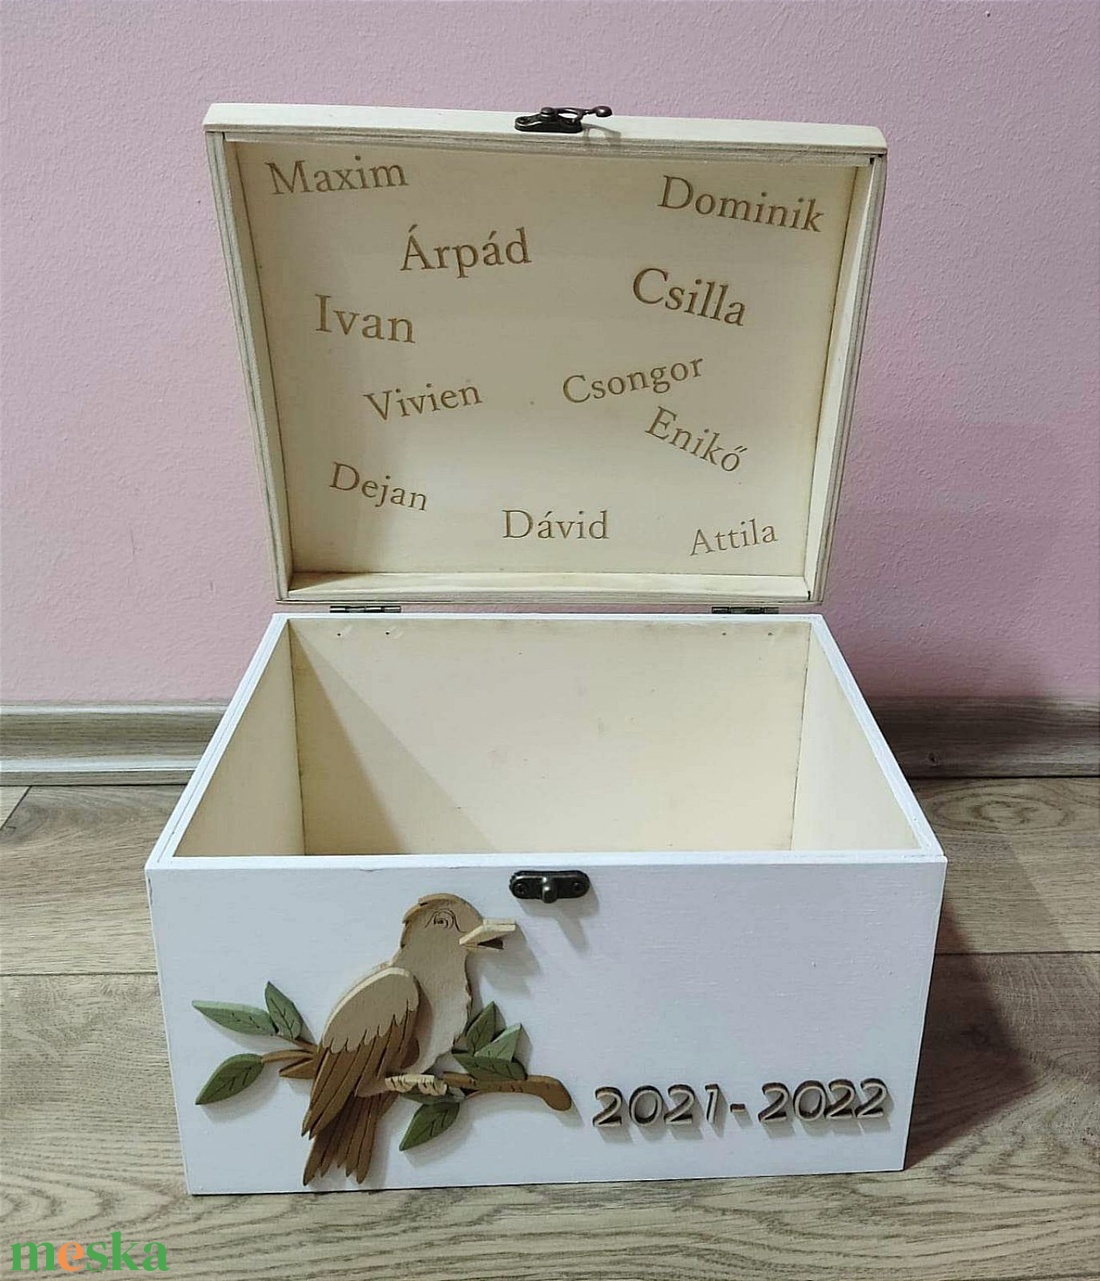 Maxim
Dominik
Árpád
Csilla
Ivan
Csongor
Vivien
Enikő
Dejan
Dávid
Attila
2021-2022
meska